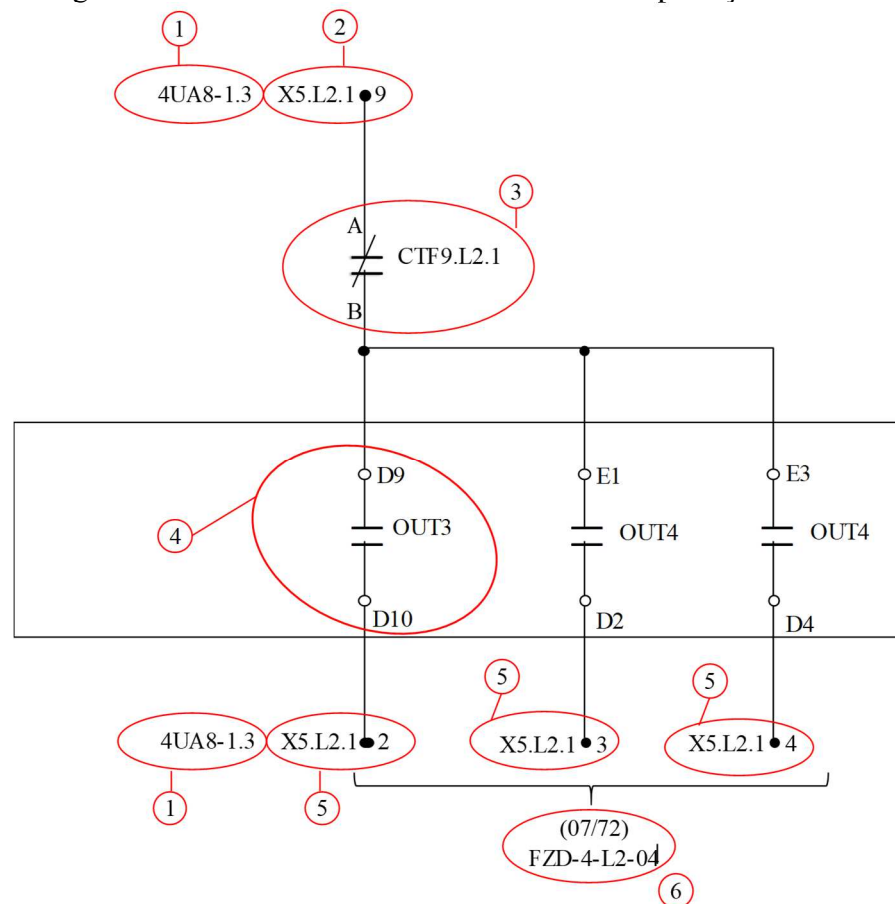 1
2
4UA8-1.3
X5.L2.1
9
3
A
CTF9.L2.1
B
D9
E1
E3
4
OUT3
OUT4
OUT4
D10
D2
D4
5
5
4UA8-1.3
X5.L2.1
2
X5.L2.1
3
X5.L2.1
4
1
5
(07/72)
FZD-4-L2-04
6